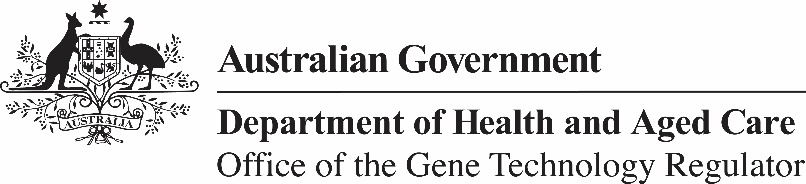 AUSTRALIA
Australian Government
Department of Health and Aged Care
Office of the Gene Technology Regulator